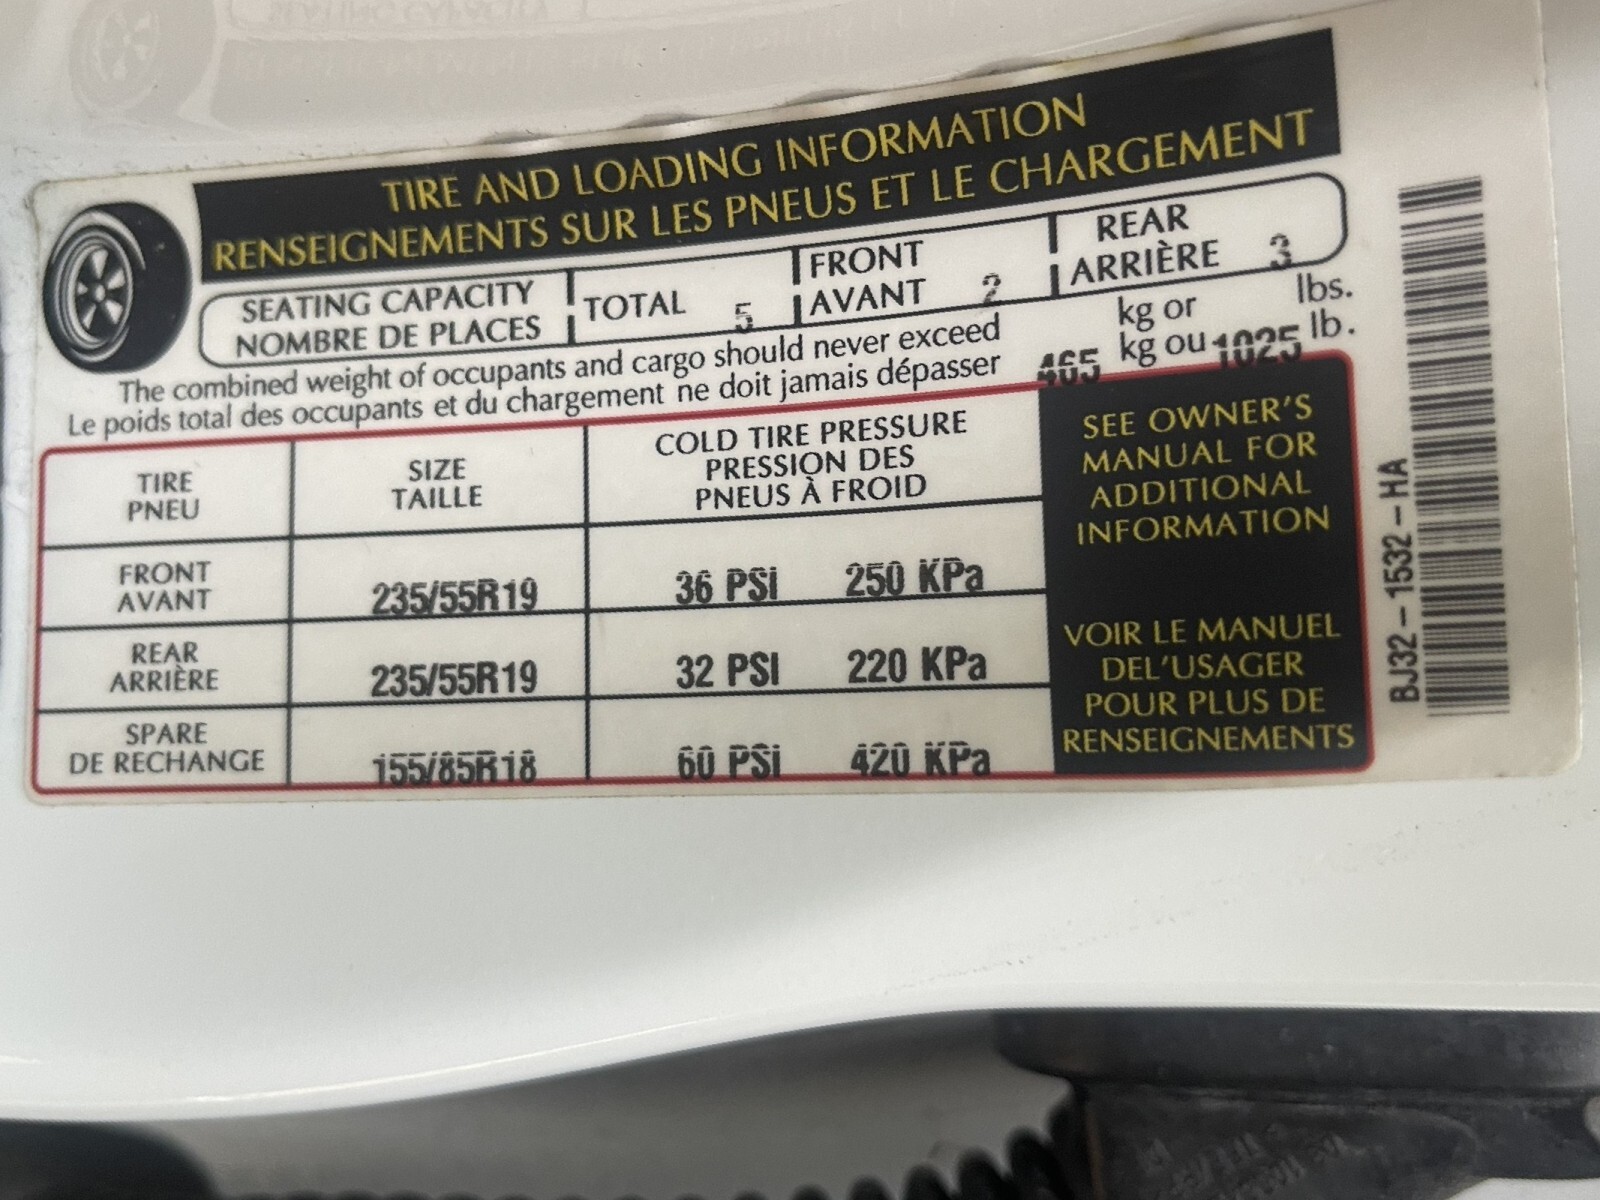 TIRE AND LOADING INFORMATION
RENSEIGNEMENTS SUR LES PNEUS ET LE CHARGEMENT
SEATING CAPACITY
NOMBRE DE PLACES
TOTAL 5
FRONT
AVANT 2
REAR
ARRIÈRE 3
The combined weight of occupants and cargo should never exceed kg or lbs.
Le poids total des occupants et du chargement ne doit jamais dépasser 465 kg ou 1025 lb.
TIRE
PNEU
SIZE
TAILLE
COLD TIRE PRESSURE
PRESSION DES
PNEUS À FROID
FRONT
AVANT
235/55R19
36 PSI 250 KPa
REAR
ARRIÈRE
235/55R19
32 PSI 220 KPa
SPARE
DE RECHANGE
155/85R18
60 PSI 420 KPa
SEE OWNER'S
MANUAL FOR
ADDITIONAL
INFORMATION
VOIR LE MANUEL
DEL'USAGER
POUR PLUS DE
RENSEIGNEMENTS
BJ32-1532-HA